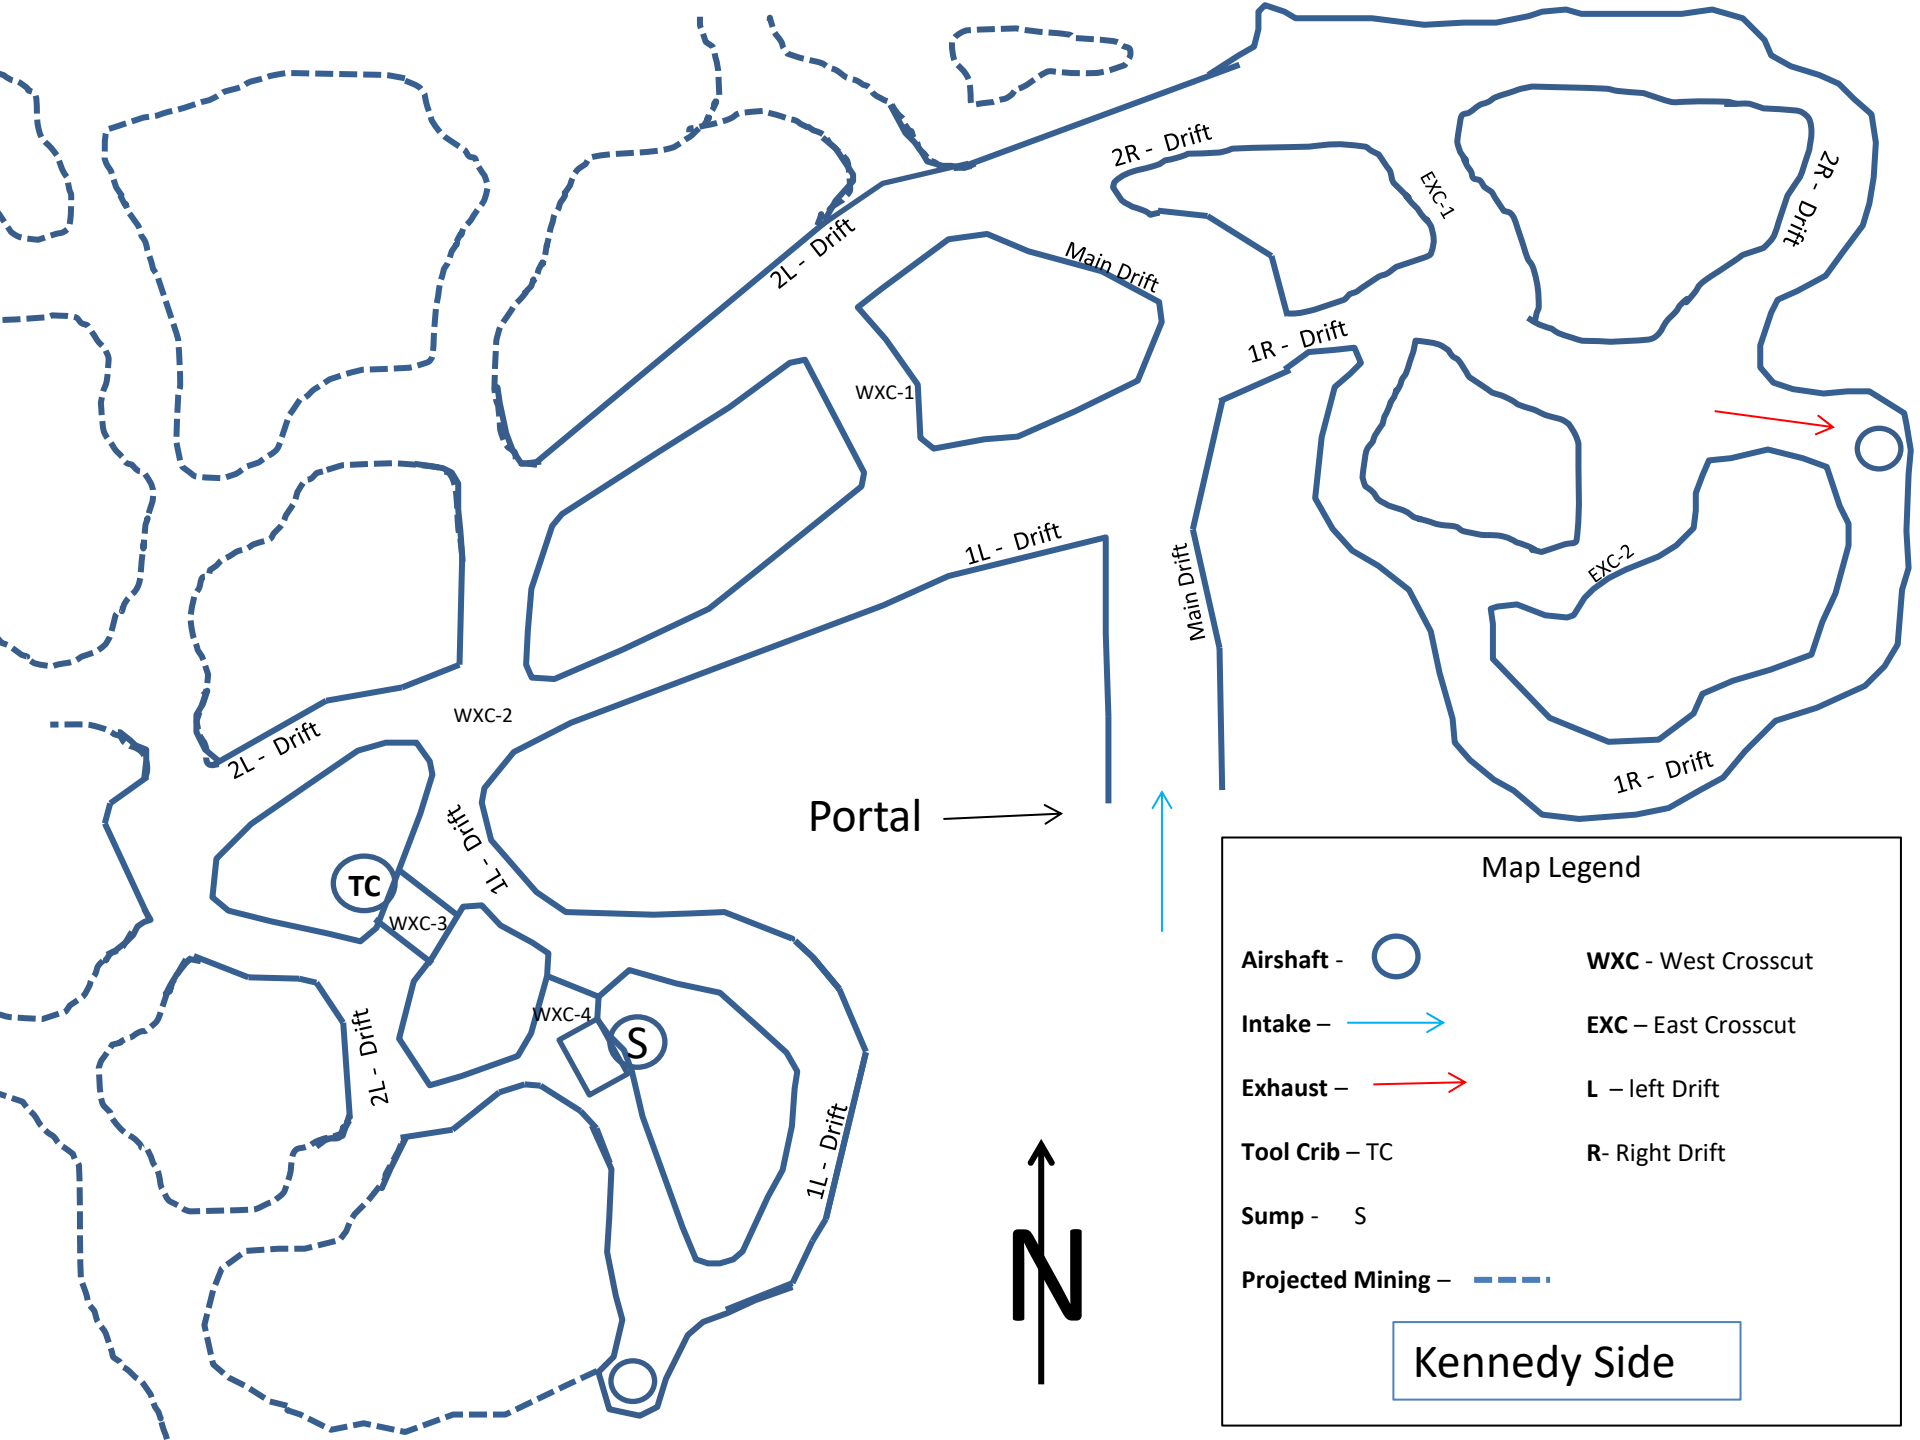 2R -  Drift
EXC-1
2R -  Drift
2L -  Drift
Main Drift
1R -  Drift
WXC-1
1L -  Drift
Main Drift
EXC-2
WXC-2
2L -  Drift
1R -  Drift
Portal
1L -  Drift
TC
WXC-3
WXC-4
S
2L -  Drift
1L -  Drift
N
Map Legend
Airshaft -
WXC - West Crosscut
Intake –
EXC – East Crosscut
Exhaust –
L  – left Drift
Tool Crib – TC
R- Right Drift
Sump -     S
Projected Mining –
Kennedy Side